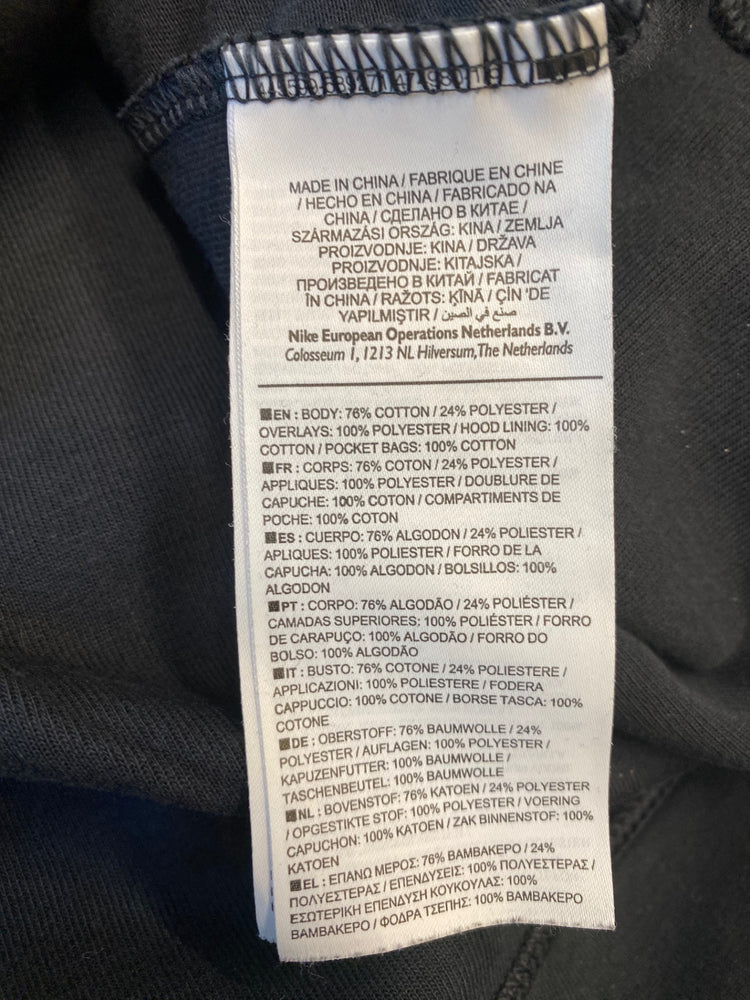 MADE IN CHINA / FABRIQUE EN CHINE
/ HECHO EN CHINA / FABRICADO NA
CHINA / СДЕЛАНО В КИТАЕ /
SZÁRMAZÁSI ORSZÁG: KINA / ZEMLJA
PROIZVODNJE: KINA / DRŽAVA
PROIZVODNJE: KITAJSKA /
ПРОИЗВЕДЕНО В КИТАЙ / FABRICAT
ÎN CHINA / RAŽOTS: ĶĪNĀ / ÇİN 'DE
YAPILMIŞTIR / صنع في الصين
Nike European Operations Netherlands B.V.
Colosseum 1, 1213 NL Hilversum, The Netherlands
EN : BODY: 76% COTTON / 24% POLYESTER /
OVERLAYS: 100% POLYESTER / HOOD LINING: 100%
COTTON / POCKET BAGS: 100% COTTON
FR : CORPS: 76% COTON / 24% POLYESTER /
APPLIQUES: 100% POLYESTER / DOUBLURE DE
CAPUCHE: 100% COTON / COMPARTIMENTS DE
POCHE: 100% COTON
ES : CUERPO: 76% ALGODON / 24% POLIESTER /
APLIQUES: 100% POLIESTER / FORRO DE LA
CAPUCHA: 100% ALGODON / BOLSILLOS: 100%
ALGODON
PT : CORPO: 76% ALGODÃO / 24% POLIÉSTER /
CAMADAS SUPERIORES: 100% POLIÉSTER / FORRO
DE CARAPUÇO: 100% ALGODÃO / FORRO DO
BOLSO: 100% ALGODÃO
IT : BUSTO: 76% COTONE / 24% POLIESTERE /
APPLICAZIONI: 100% POLIESTERE / FODERA
CAPPUCCIO: 100% COTONE / BORSE TASCA: 100%
COTONE
DE : OBERSTOFF: 76% BAUMWOLLE / 24%
POLYESTER / AUFLAGEN: 100% POLYESTER /
KAPUZENFUTTER: 100% BAUMWOLLE /
TASCHENBEUTEL: 100% BAUMWOLLE
NL : BOVENSTOF: 76% KATOEN / 24% POLYESTER
/ OPGESTIKTE STOF: 100% POLYESTER / VOERING
CAPUCHON: 100% KATOEN / ZAK BINNENSTOF: 100%
KATOEN
EL : ΕΠΑΝΩ ΜΕΡΟΣ: 76% ΒΑΜΒΑΚΕΡΟ / 24%
ΠΟΛΥΕΣΤΕΡΑΣ / ΕΠΕΝΔΥΣΕΙΣ: 100% ΠΟΛΥΕΣΤΕΡΑΣ /
ΕΣΩΤΕΡΙΚΗ ΕΠΕΝΔΥΣΗ ΚΟΥΚΟΥΛΑΣ: 100%
ΒΑΜΒΑΚΕΡΟ / ΦΟΔΡΑ ΤΣΕΠΗΣ: 100% ΒΑΜΒΑΚΕΡΟ